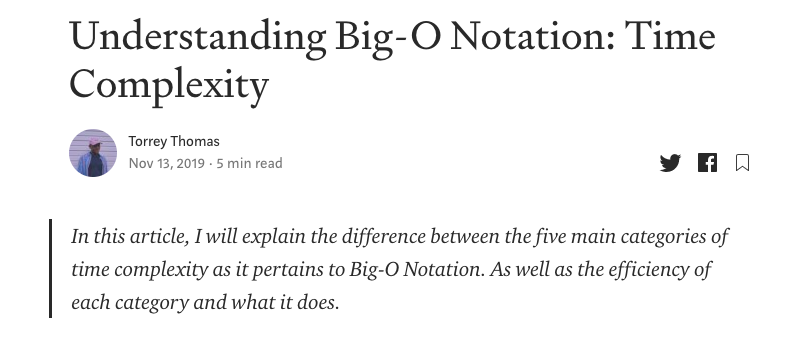 Understanding Big-O Notation: Time
Complexity
Torrey Thomas
Nov 13, 2019 · 5 min read
In this article, I will explain the difference between the five main categories of
time complexity as it pertains to Big-O Notation. As well as the efficiency of
each category and what it does.